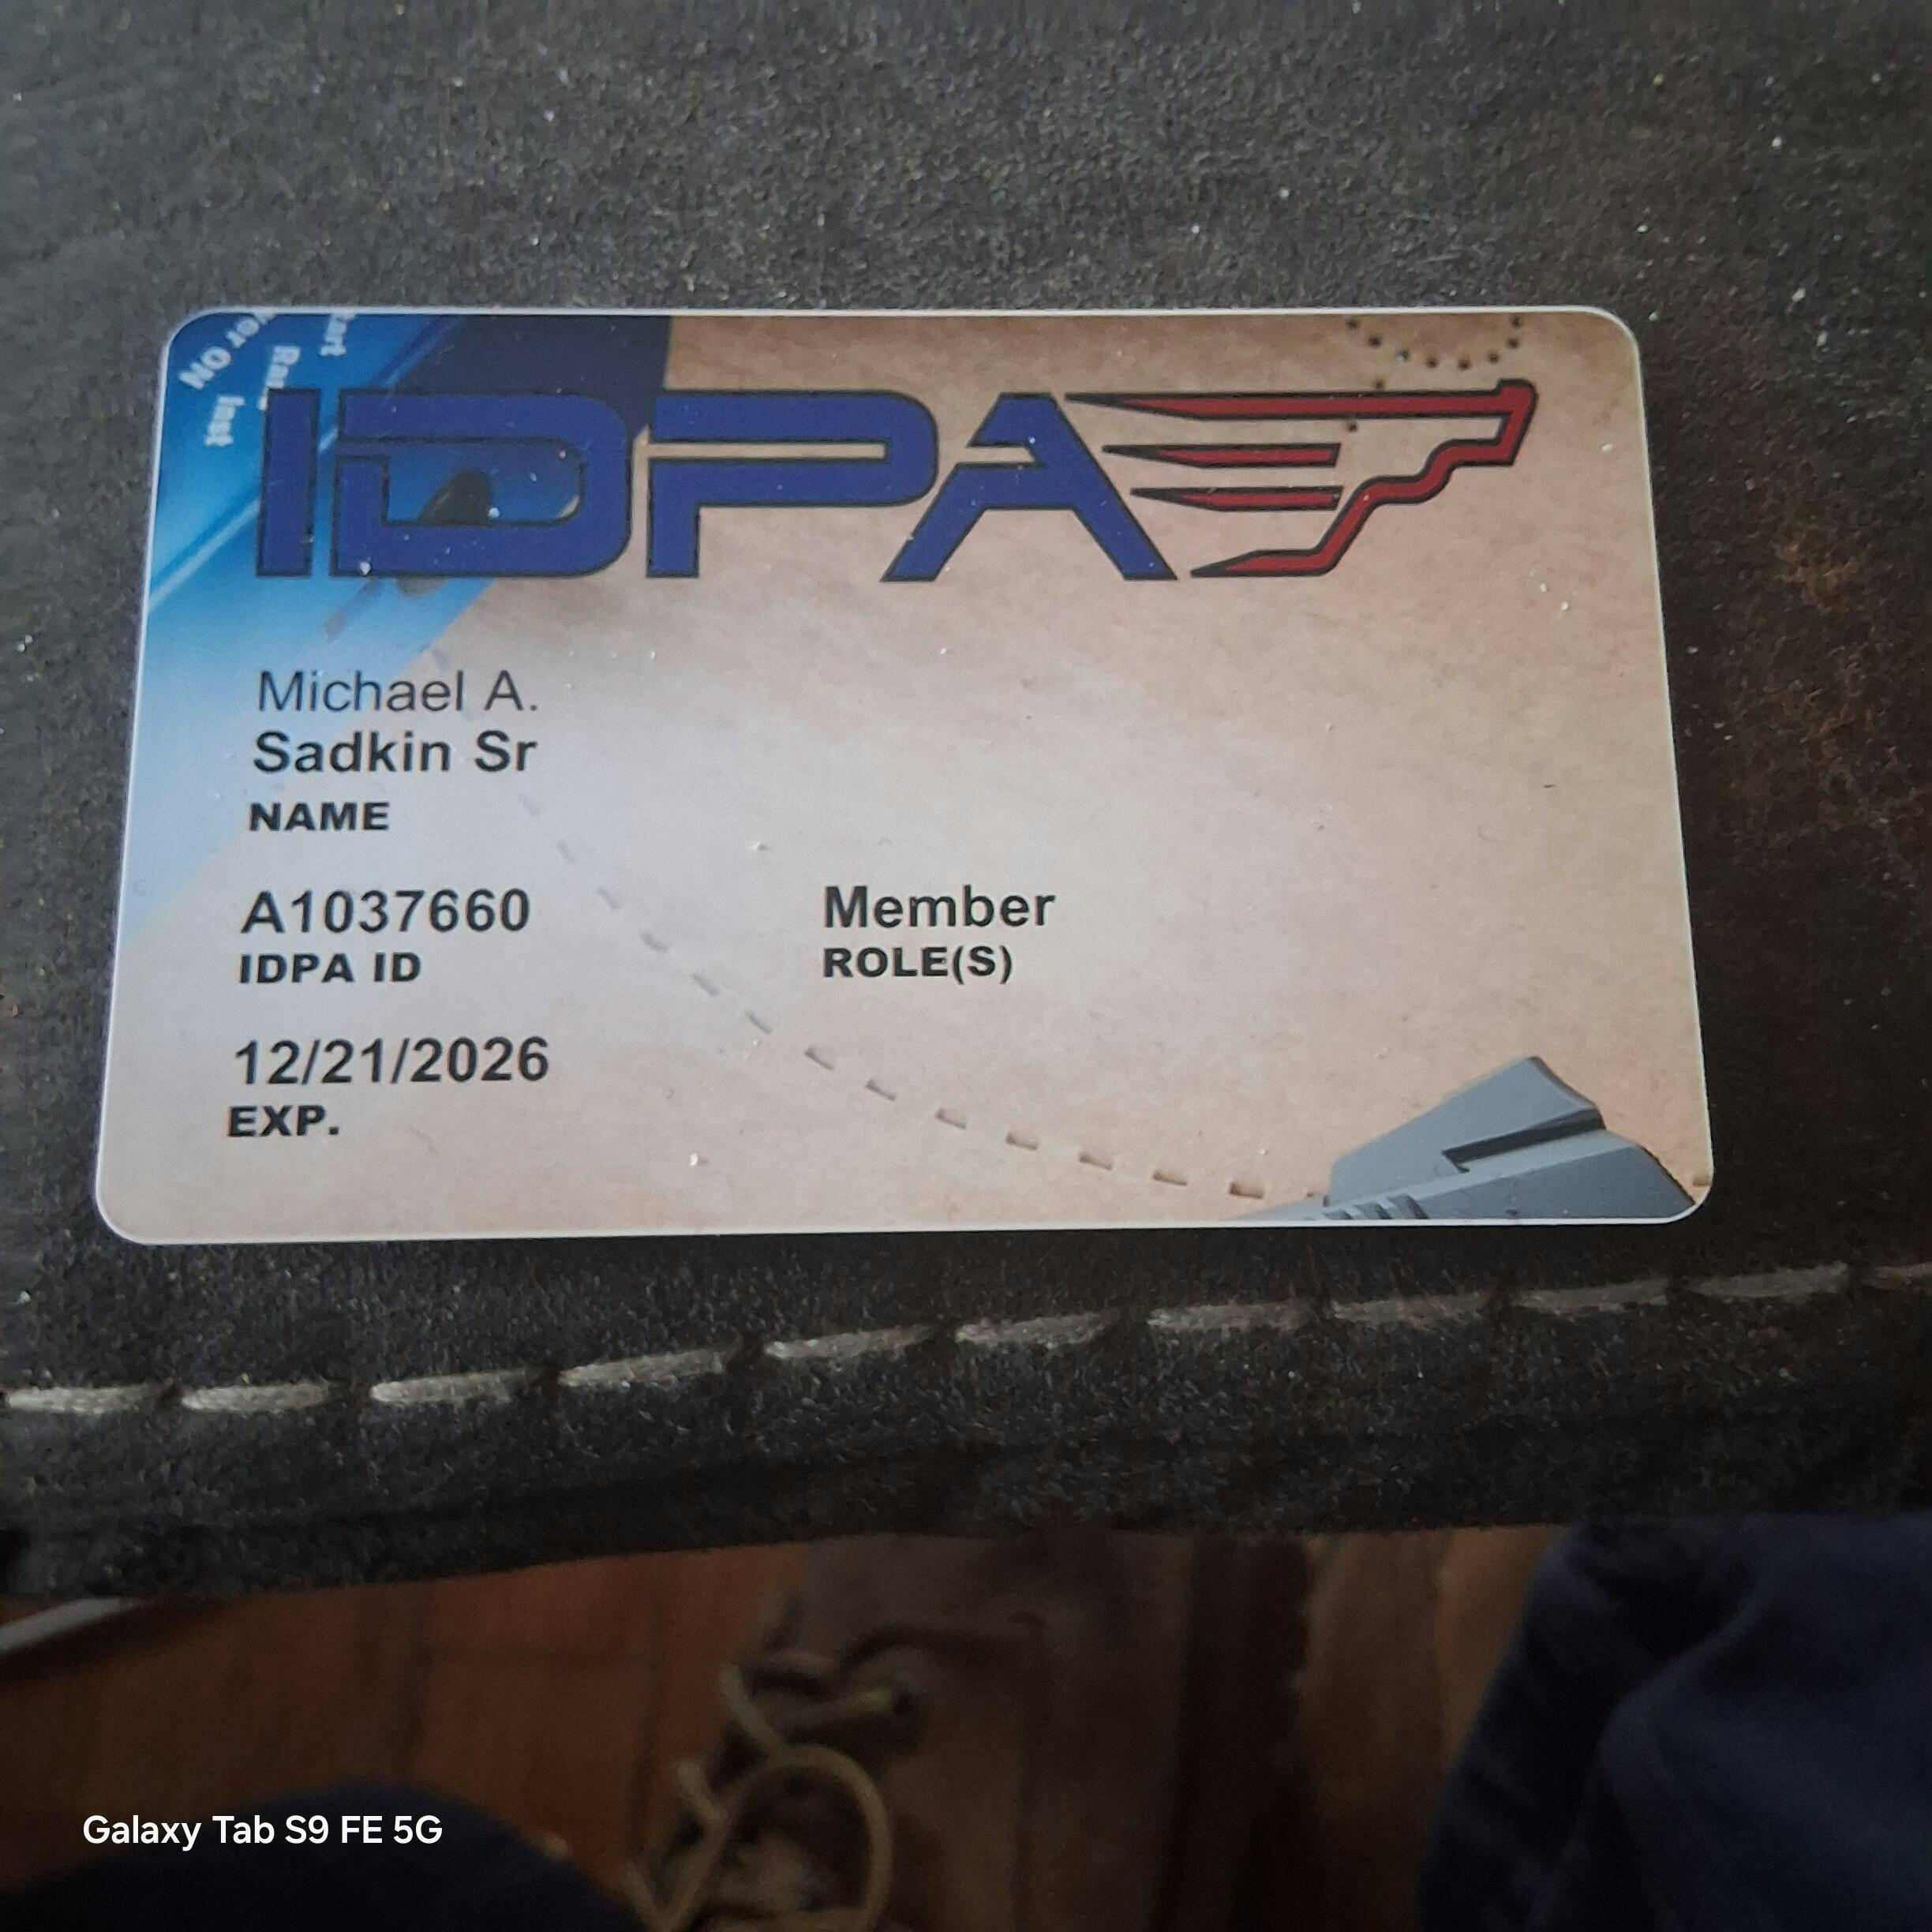 IDPA
Michael A.
Sadkin Sr
NAME
A1037660
IDPA ID
Member
ROLE(S)
12/21/2026
EXP.
Galaxy Tab S9 FE 5G